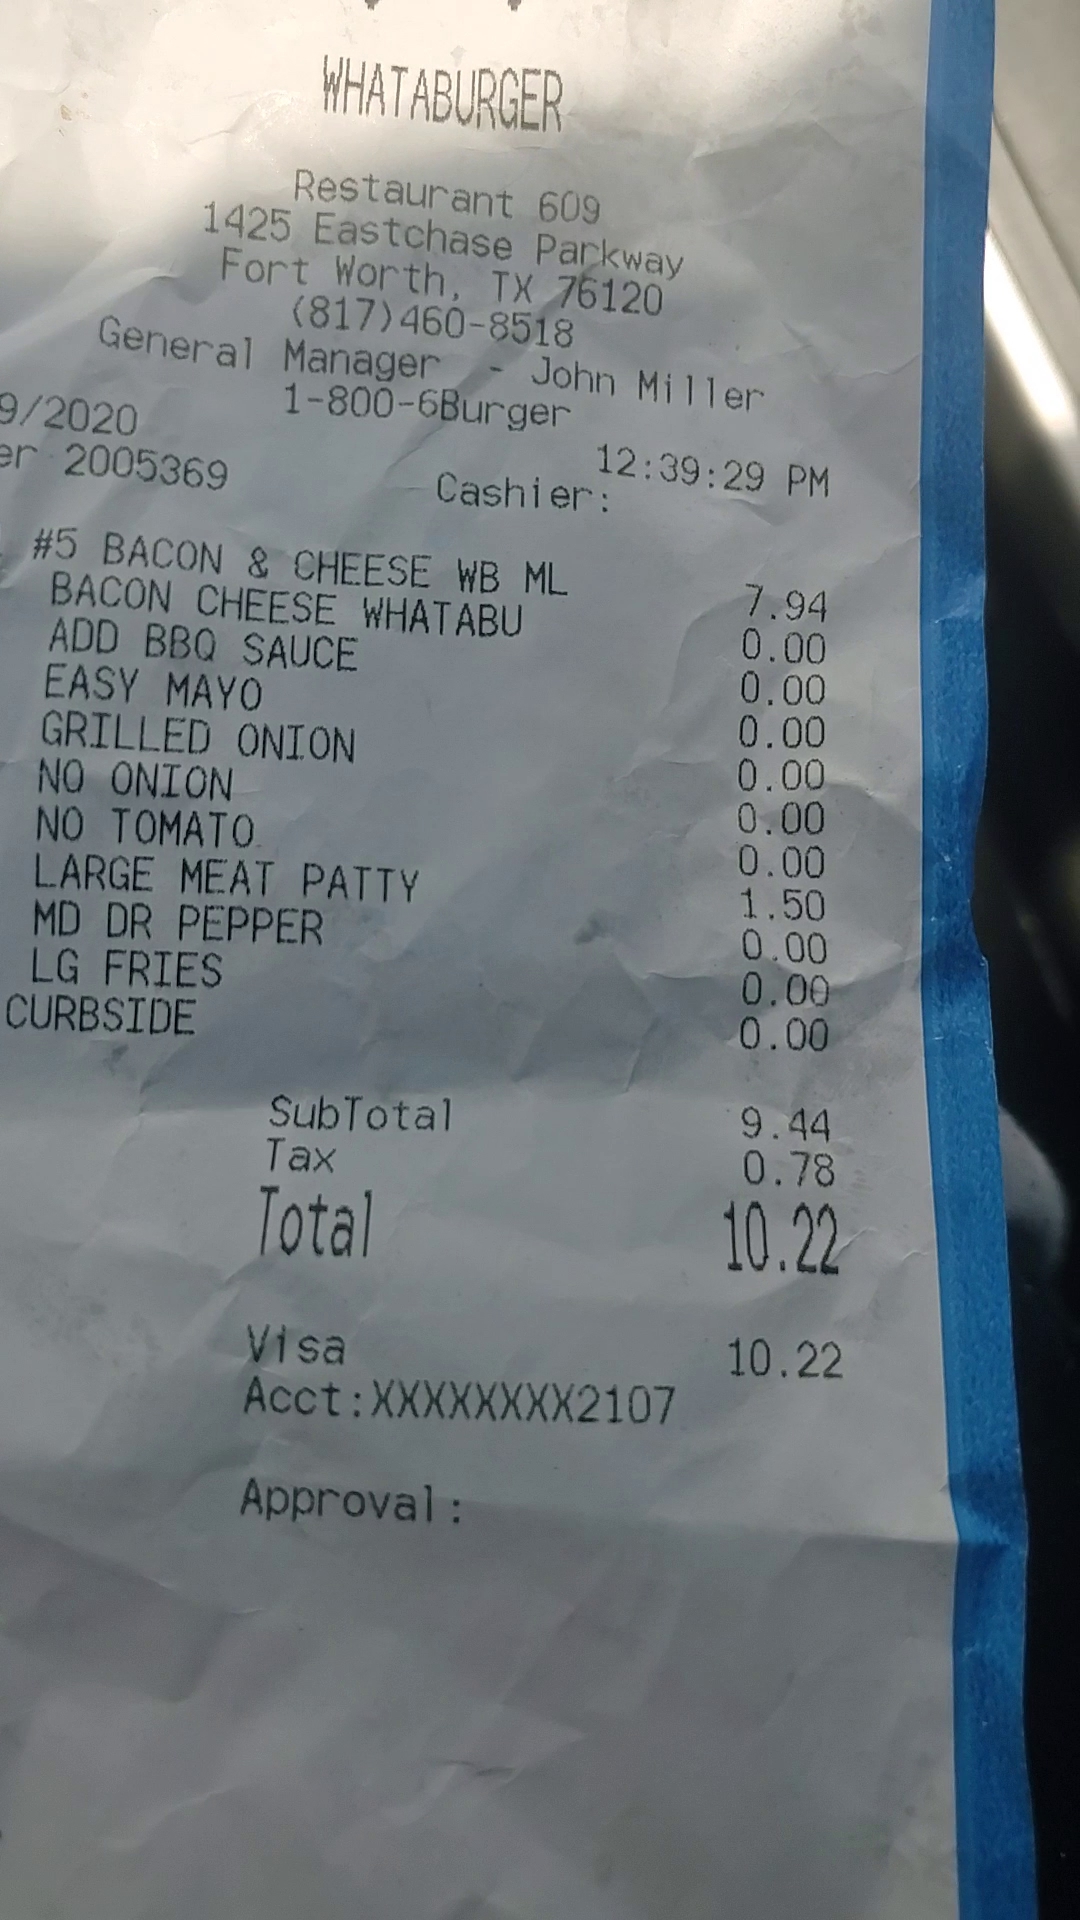 WHATABURGER
Restaurant 609
1425 Eastchase Parkway
Fort Worth, TX 76120
(817)460-8518
General Manager - John Miller
1-800-6Burger
9/2020 12:39:29 PM
er 2005369 Cashier:
#5 BACON & CHEESE WB ML 7.94
BACON CHEESE WHATABU 0.00
ADD BBQ SAUCE 0.00
EASY MAYO 0.00
GRILLED ONION 0.00
NO ONION 0.00
NO TOMATO 0.00
LARGE MEAT PATTY 1.50
MD DR PEPPER 0.00
LG FRIES 0.00
CURBSIDE 0.00
SubTotal 9.44
Tax 0.78
Total 10.22
Visa 10.22
Acct:XXXXXXXX2107
Approval: